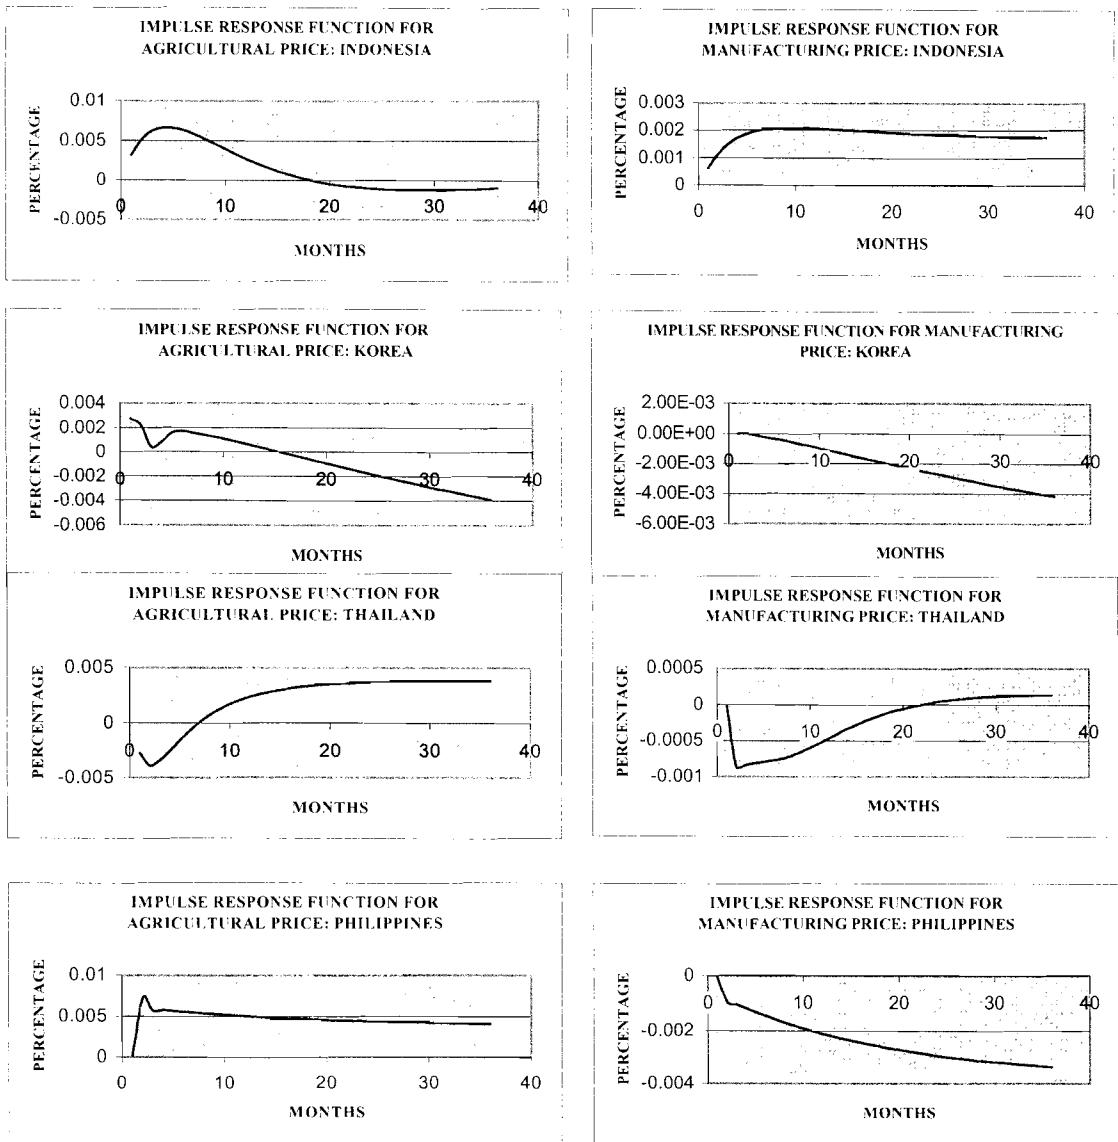 IMPULSE RESPONSE FUNCTION FOR
AGRICULTURAL PRICE: INDONESIA
PERCENTAGE
0.01
0.005
0
-0.005
0 10 20 30 40
MONTHS
IMPULSE RESPONSE FUNCTION FOR
MANUFACTURING PRICE: INDONESIA
PERCENTAGE
0.003
0.002
0.001
0
0 10 20 30 40
MONTHS
IMPULSE RESPONSE FUNCTION FOR
AGRICULTURAL PRICE: KOREA
PERCENTAGE
0.004
0.002
0
-0.002
-0.004
-0.006
0 10 20 30 40
MONTHS
IMPULSE RESPONSE FUNCTION FOR MANUFACTURING
PRICE: KOREA
PERCENTAGE
2.00E-03
0.00E+00
-2.00E-03
-4.00E-03
-6.00E-03
0 10 20 30 40
MONTHS
IMPULSE RESPONSE FUNCTION FOR
AGRICULTURAL PRICE: THAILAND
PERCENTAGE
0.005
0
-0.005
0 10 20 30 40
MONTHS
IMPULSE RESPONSE FUNCTION FOR
MANUFACTURING PRICE: THAILAND
PERCENTAGE
0.0005
0
-0.0005
-0.001
0 10 20 30 40
MONTHS
IMPULSE RESPONSE FUNCTION FOR
AGRICULTURAL PRICE: PHILIPPINES
PERCENTAGE
0.01
0.005
0
0 10 20 30 40
MONTHS
IMPULSE RESPONSE FUNCTION FOR
MANUFACTURING PRICE: PHILIPPINES
PERCENTAGE
0
-0.002
-0.004
0 10 20 30 40
MONTHS